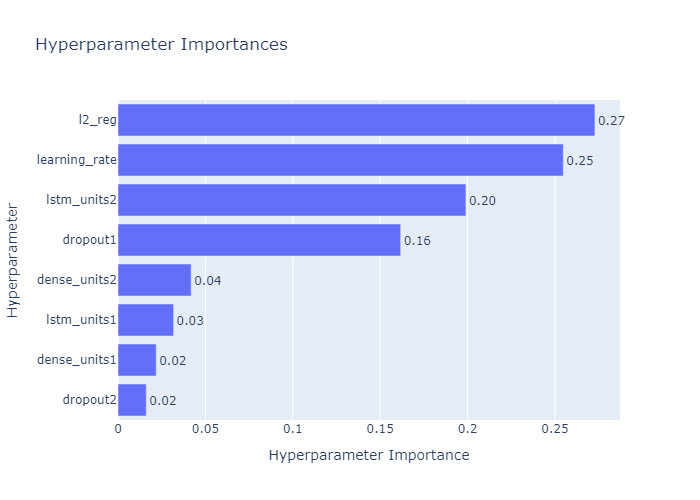 Hyperparameter Importances
Hyperparameter
l2_reg 0.27
learning_rate 0.25
lstm_units2 0.20
dropout1 0.16
dense_units2 0.04
lstm_units1 0.03
dense_units1 0.02
dropout2 0.02
0 0.05 0.1 0.15 0.2 0.25
Hyperparameter Importance